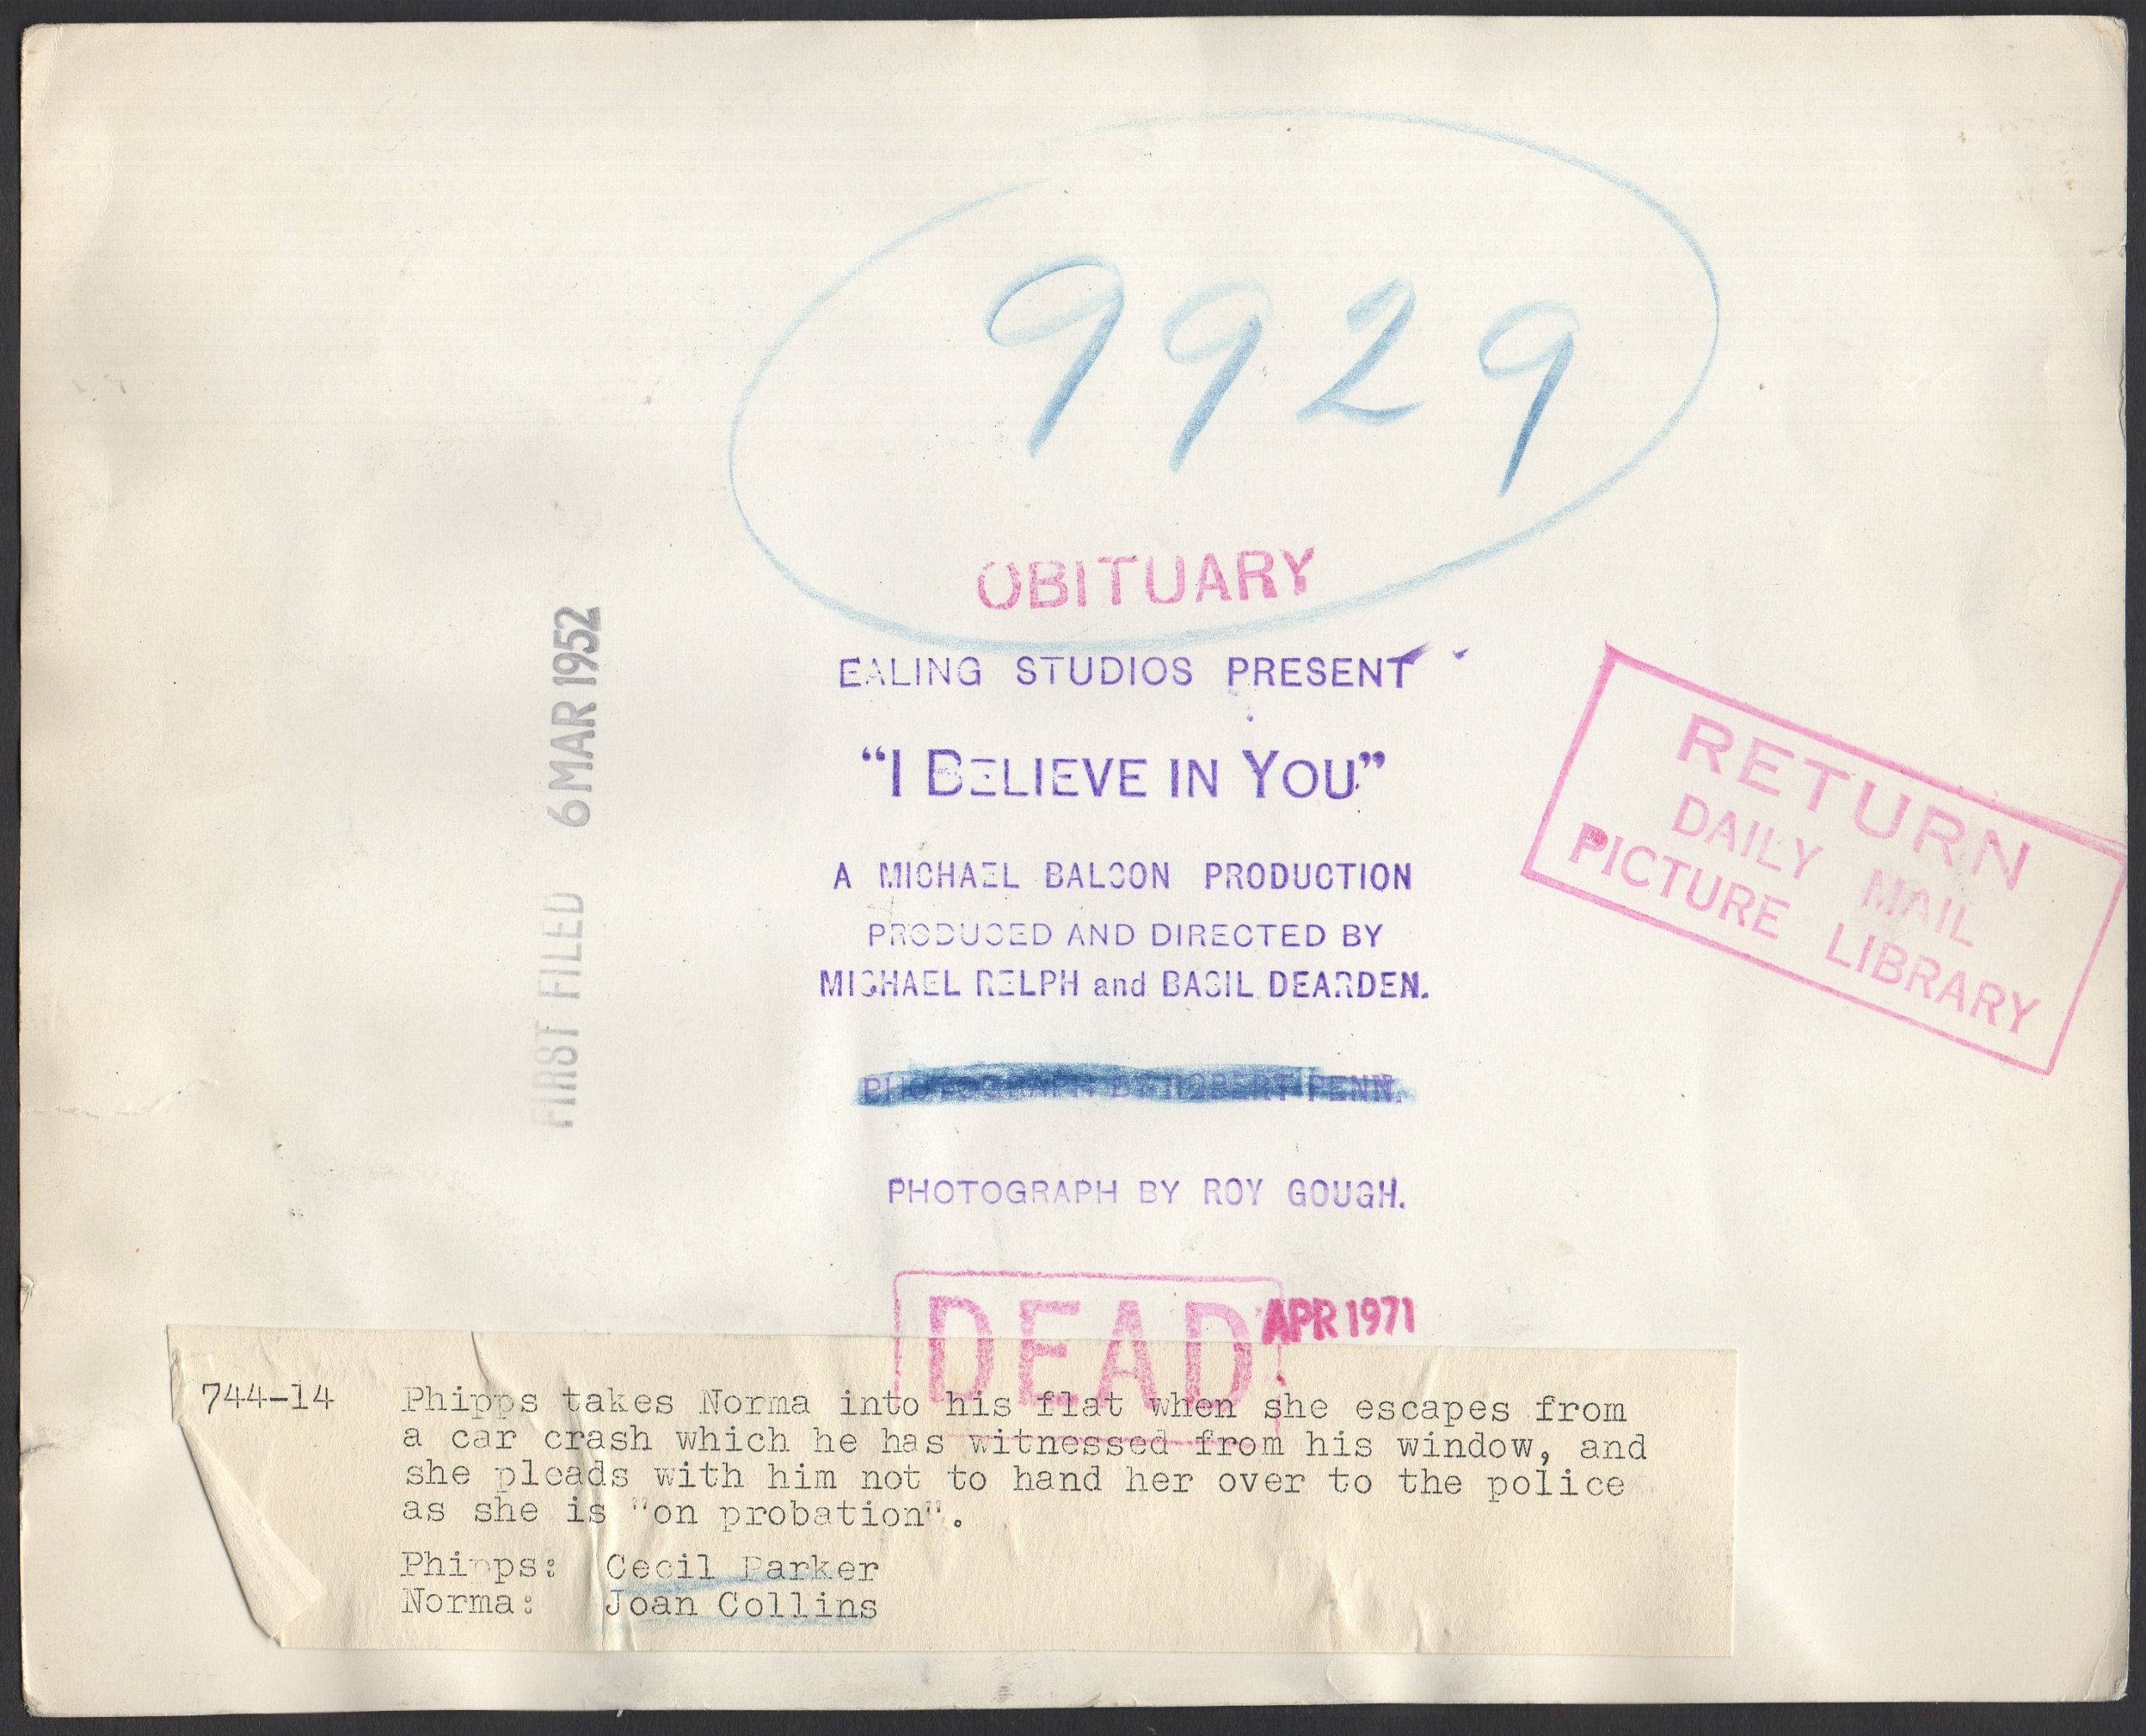 9929
OBITUARY
EALING STUDIOS PRESENT
"I BELIEVE IN YOU"
A MICHAEL BALCON PRODUCTION
PRODUCED AND DIRECTED BY
MICHAEL RELPH and BASIL DEARDEN.
PHOTOGRAPH BY ROBERT PENN.
PHOTOGRAPH BY ROY GOUGH.
FIRST FILED 6 MAR 1952
RETURN
DAILY MAIL
PICTURE LIBRARY
DEAD
APR 1971
744-14 Phipps takes Norma into his flat when she escapes from
a car crash which he has witnessed from his window, and
she pleads with him not to hand her over to the police
as she is "on probation".
Phipps: Cecil Parker
Norma: Joan Collins